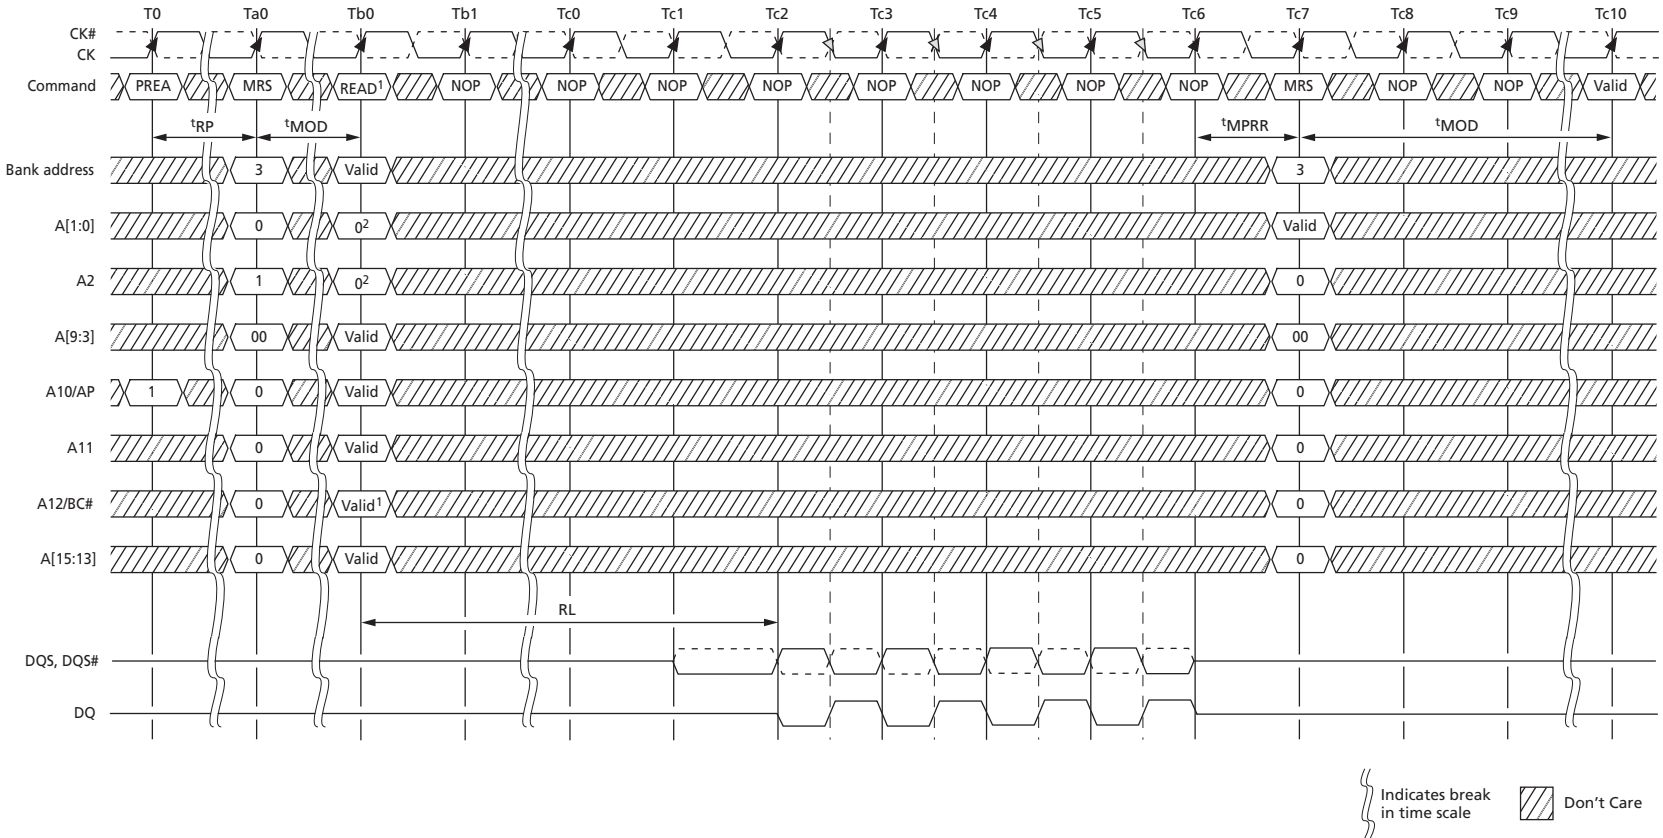 T0 Ta0 Tb0 Tb1 Tc0 Tc1 Tc2 Tc3 Tc4 Tc5 Tc6 Tc7 Tc8 Tc9 Tc10
CK#
CK
Command PREA MRS READ1 NOP NOP NOP NOP NOP NOP NOP NOP MRS NOP NOP Valid
tRP tMOD tMPRR tMOD
Bank address 3 Valid 3
A[1:0] 0 02 Valid
A2 1 02 0
A[9:3] 00 Valid 00
A10/AP 1 0 Valid 0
A11 0 Valid 0
A12/BC# 0 Valid1 0
A[15:13] 0 Valid 0
RL
DQS, DQS#
DQ
Indicates break
in time scale
Don't Care